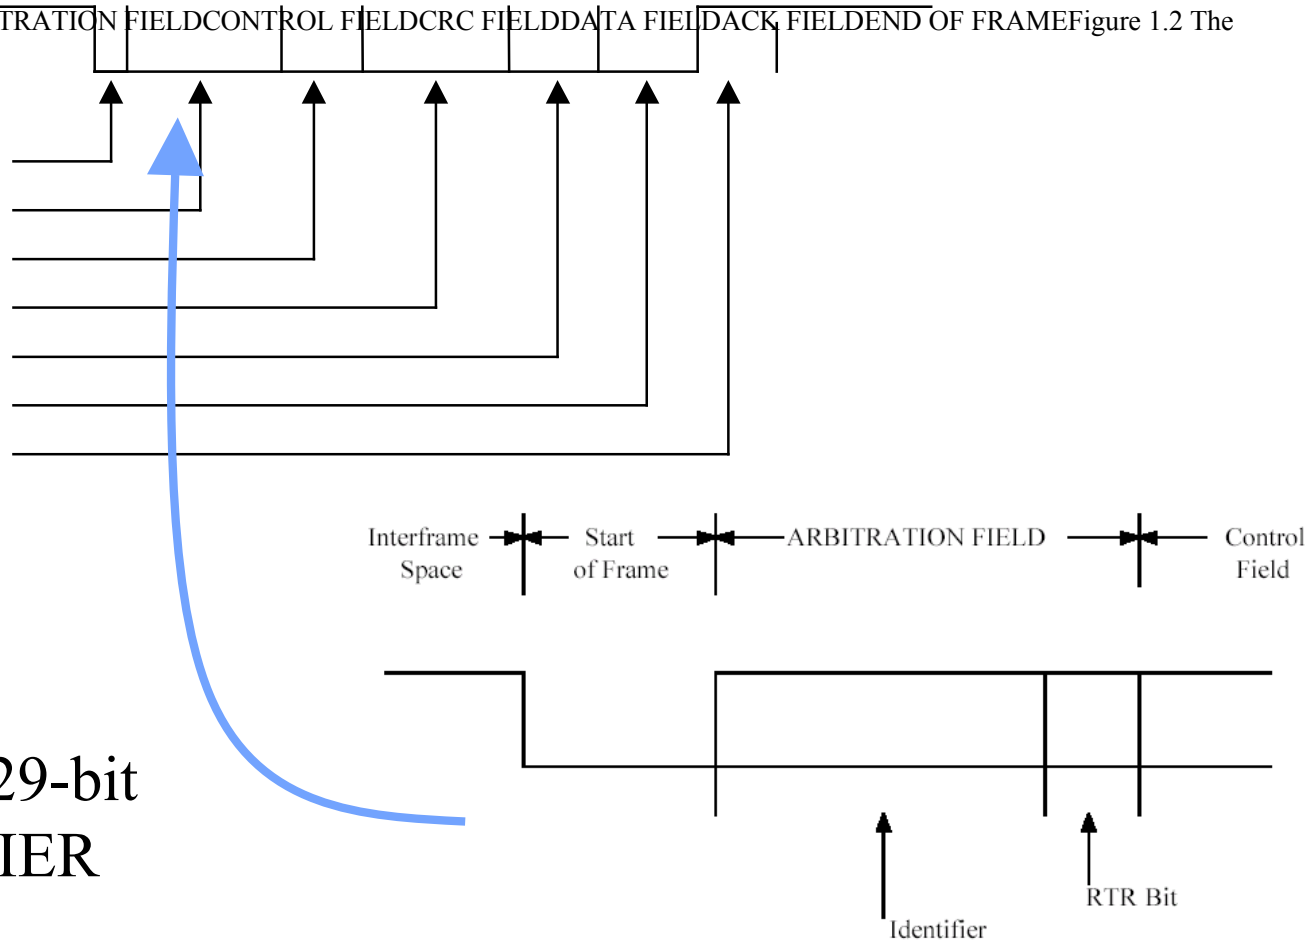 TRATION FIELDCONTROL FIELDCRC FIELDDATA FIELDACK FIELDEND OF FRAMEFigure 1.2 The
Interframe Space
Start of Frame
ARBITRATION FIELD
Control Field
29-bit
IER
RTR Bit
Identifier